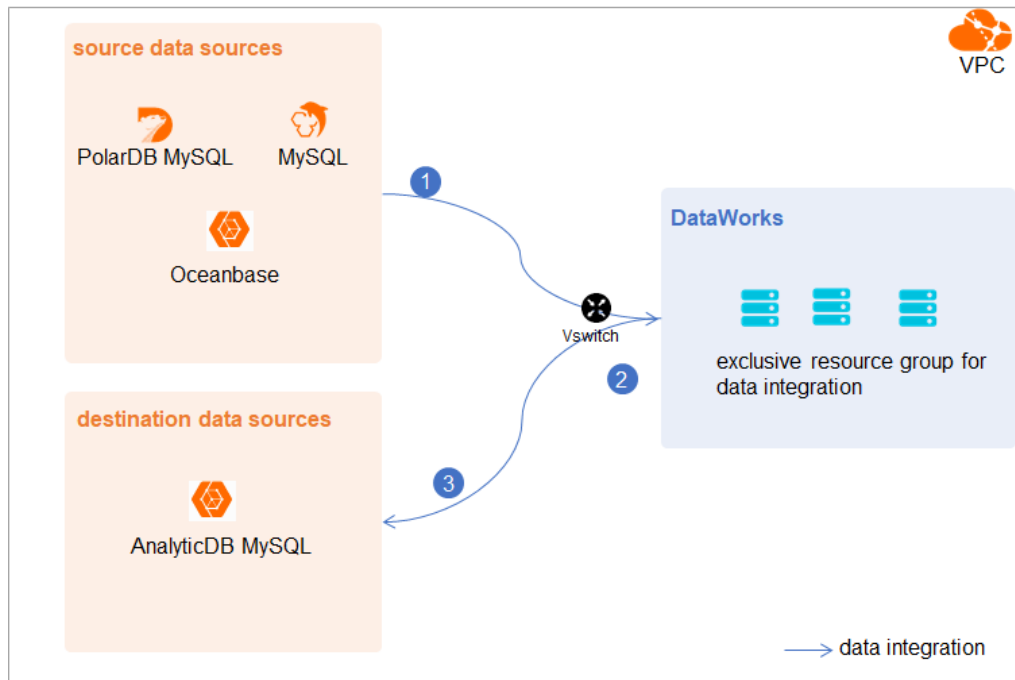 source data sources
VPC
PolarDB MySQL
MySQL
1
DataWorks
Oceanbase
Vswitch
exclusive resource group for
data integration
2
destination data sources
3
AnalyticDB MySQL
data integration